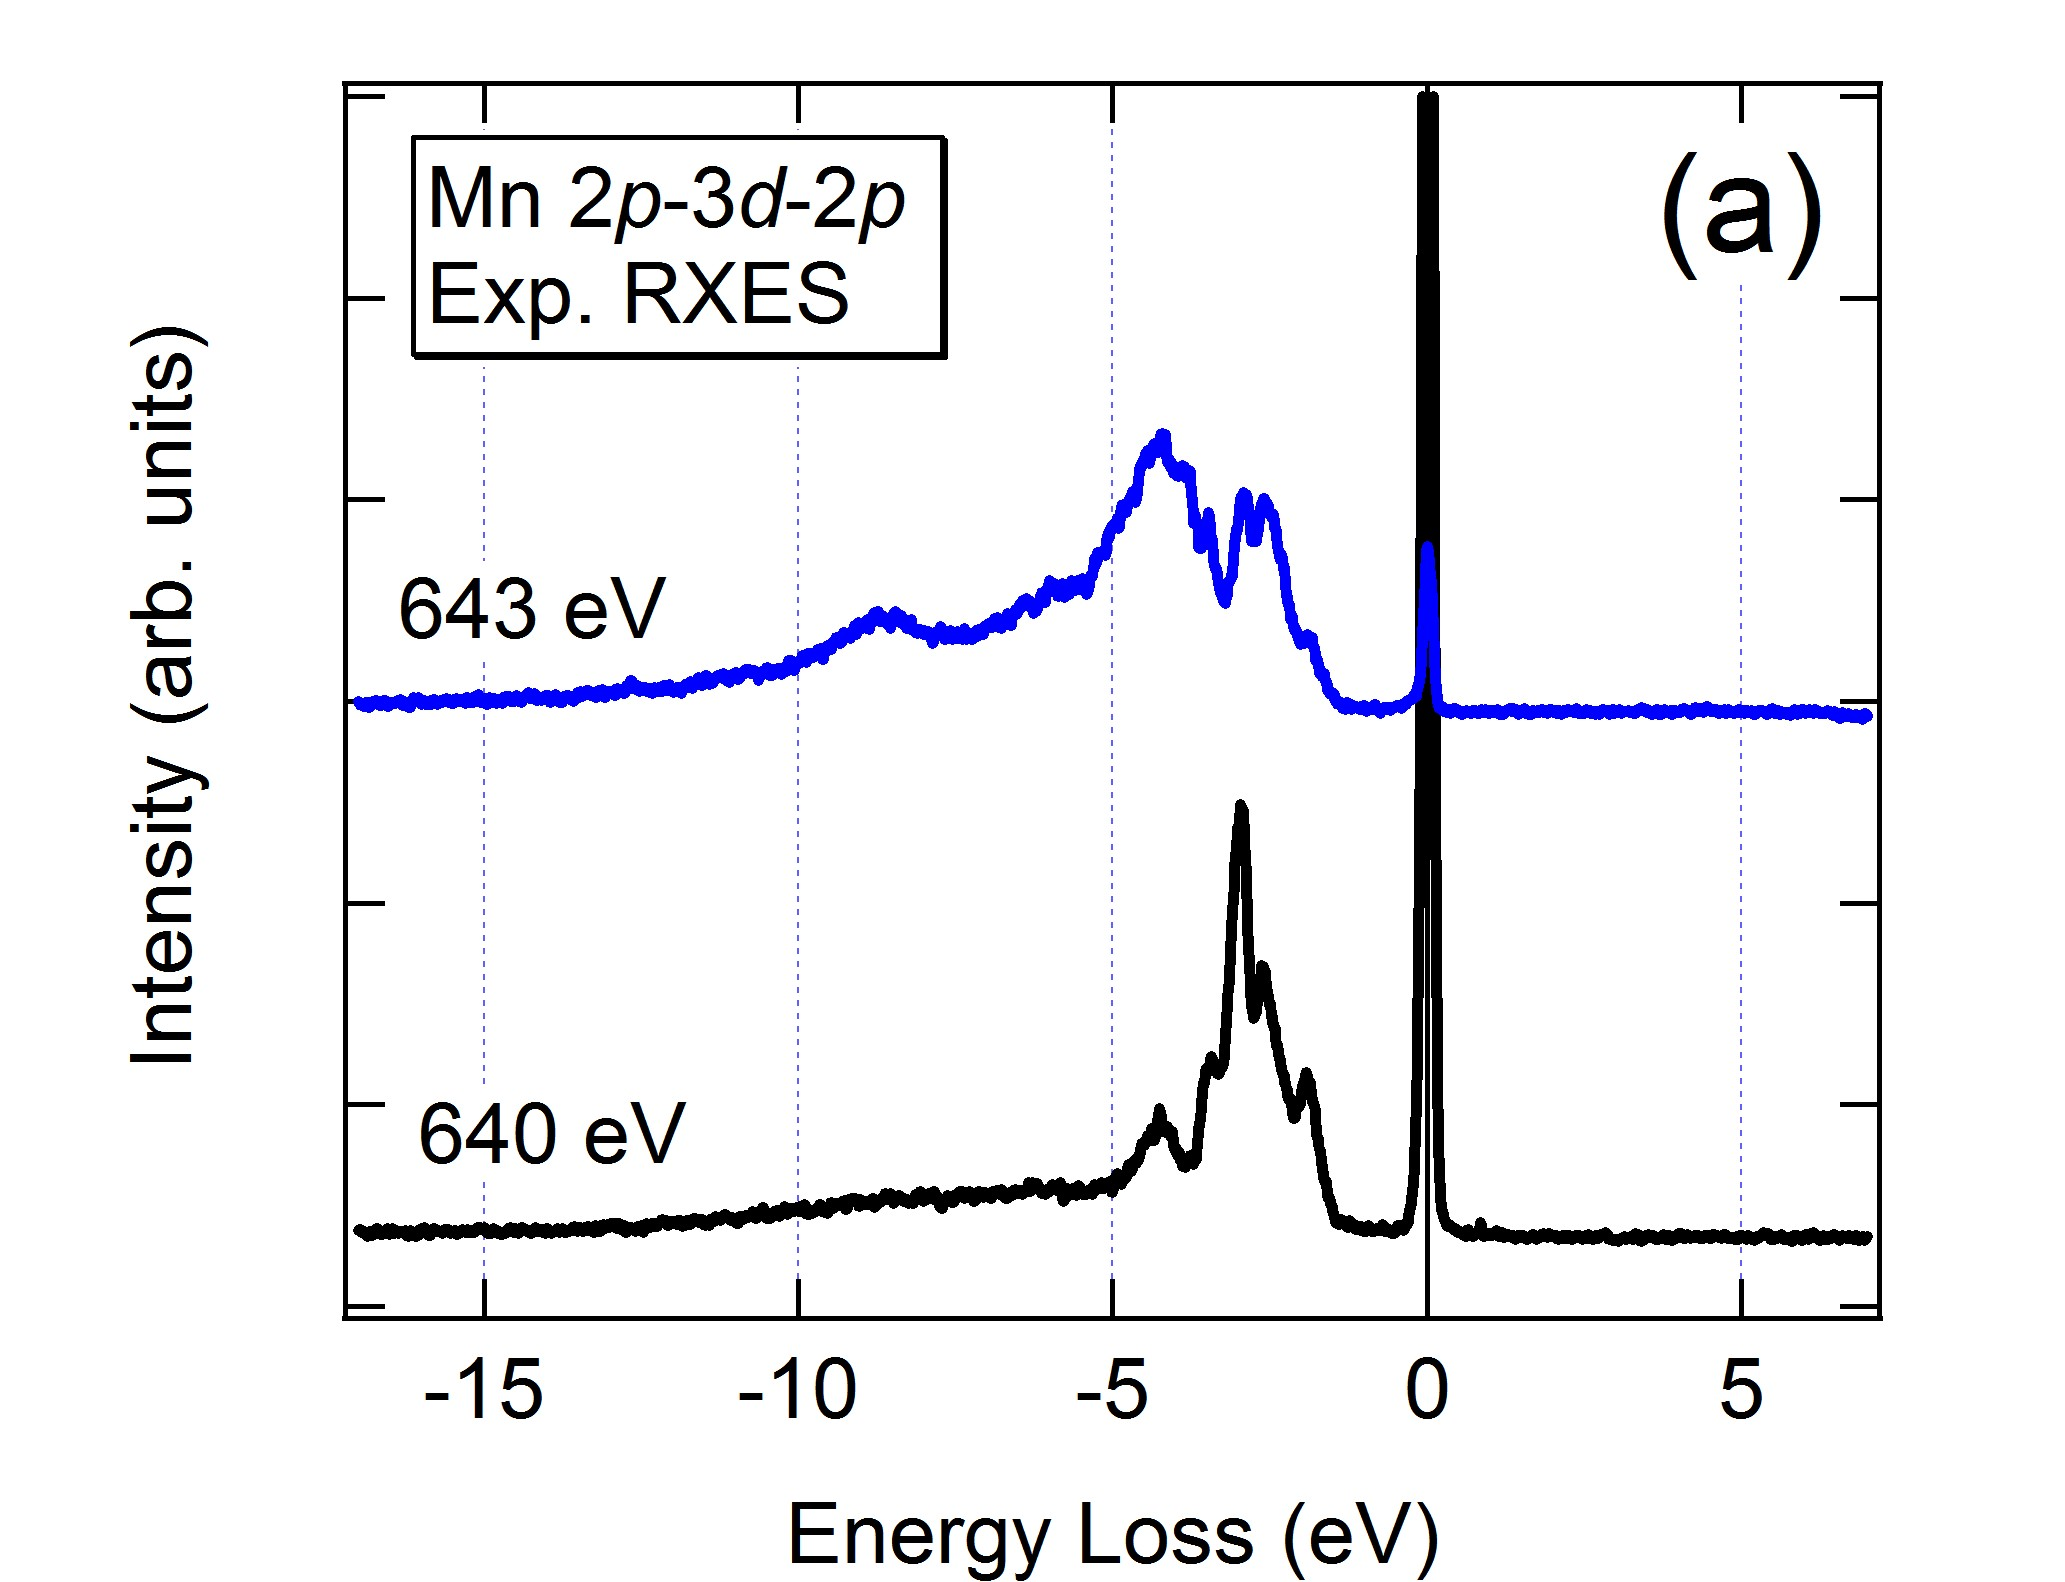 Mn 2p-3d-2p
Exp. RXES
(a)
643 eV
640 eV
Intensity (arb. units)
-15 -10 -5 0 5
Energy Loss (eV)